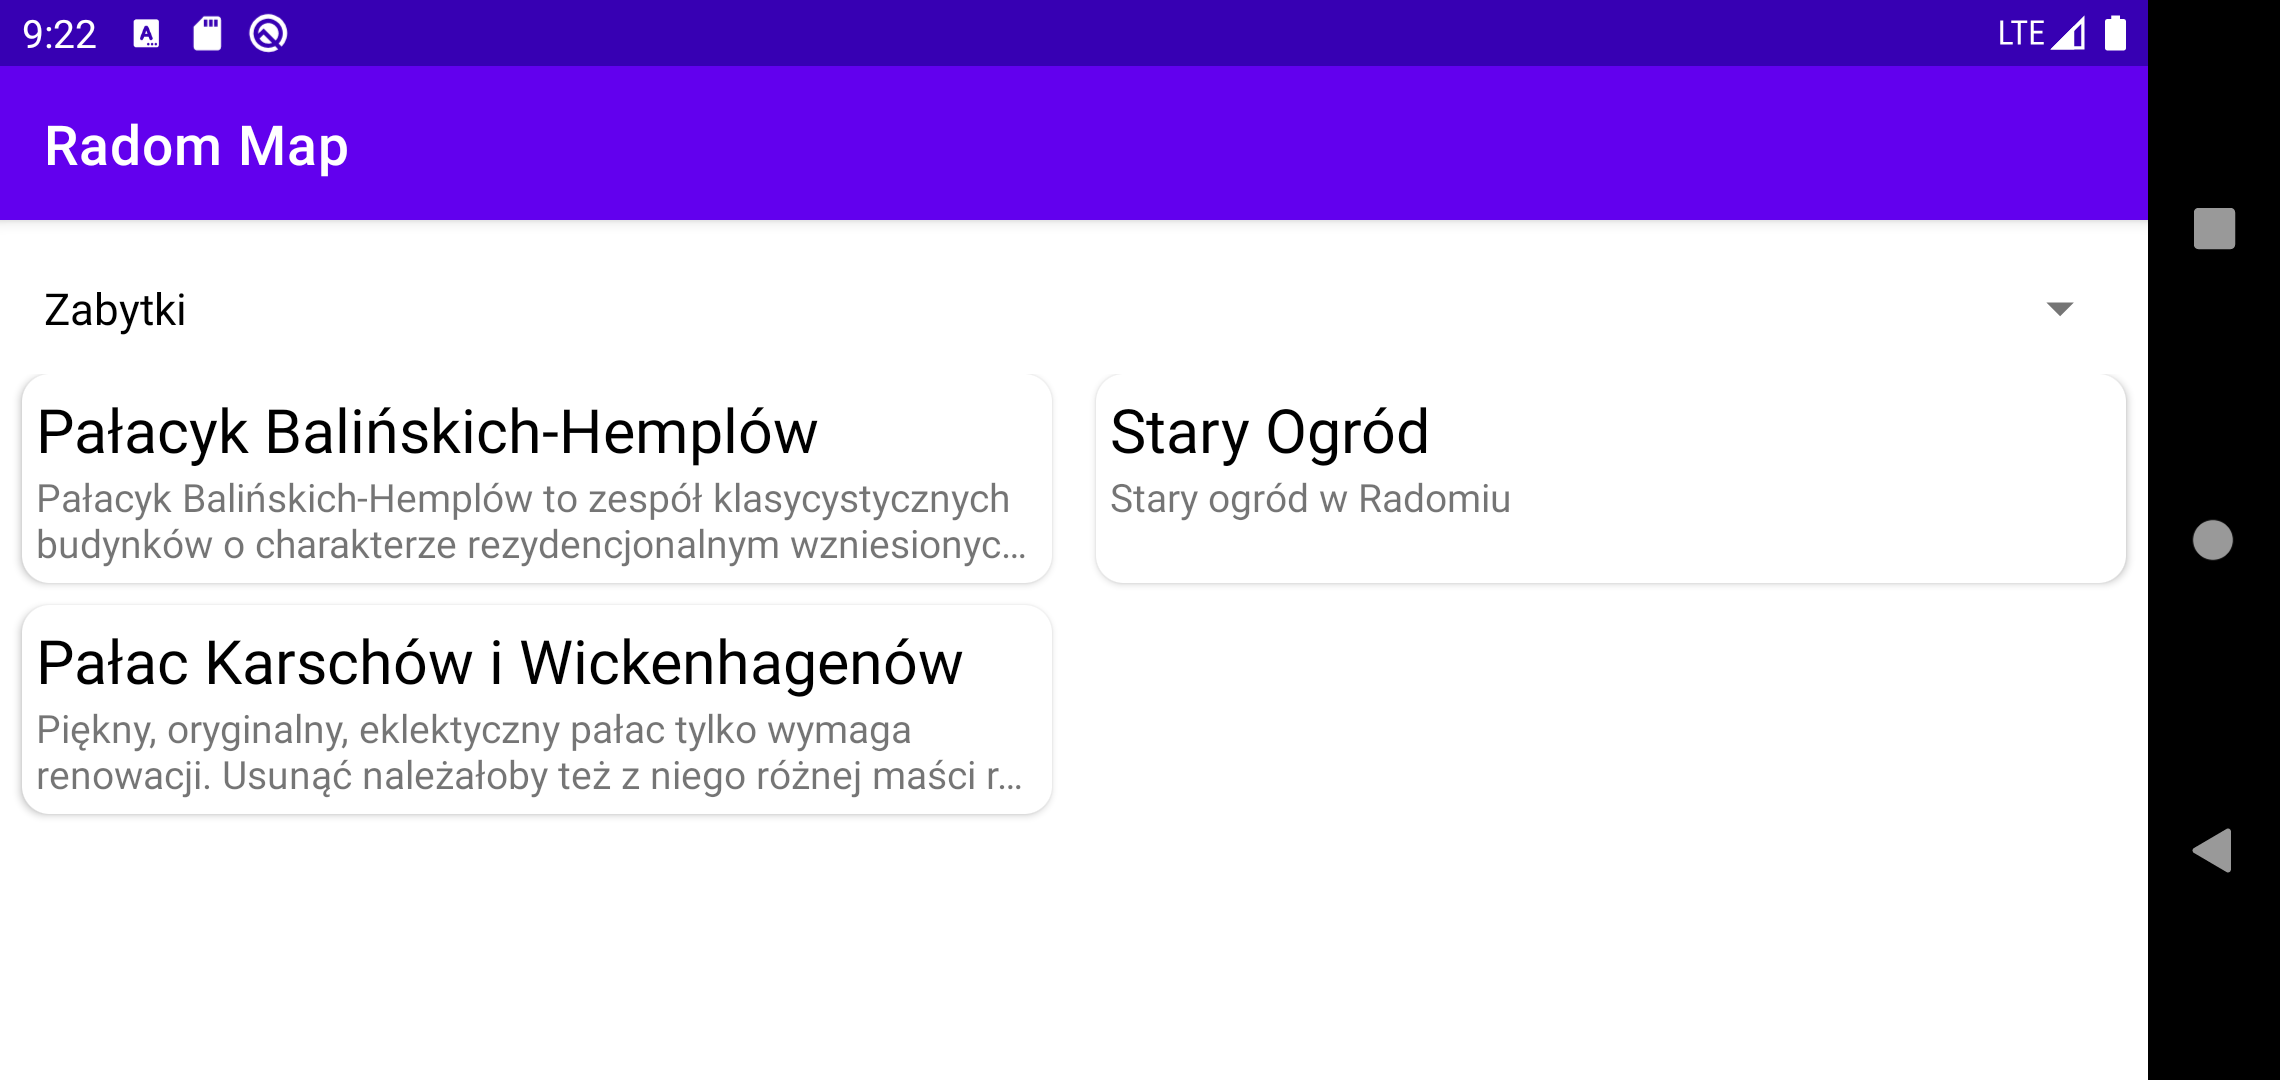 9:22
LTE
Radom Map
Zabytki
Pałacyk Balińskich-Hemplów
Pałacyk Balińskich-Hemplów to zespół klasycystycznych
budynków o charakterze rezydencjonalnym wzniesionyc…
Stary Ogród
Stary ogród w Radomiu
Pałac Karschów i Wickenhagenów
Piękny, oryginalny, eklektyczny pałac tylko wymaga
renowacji. Usunąć należałoby też z niego różnej maści r…